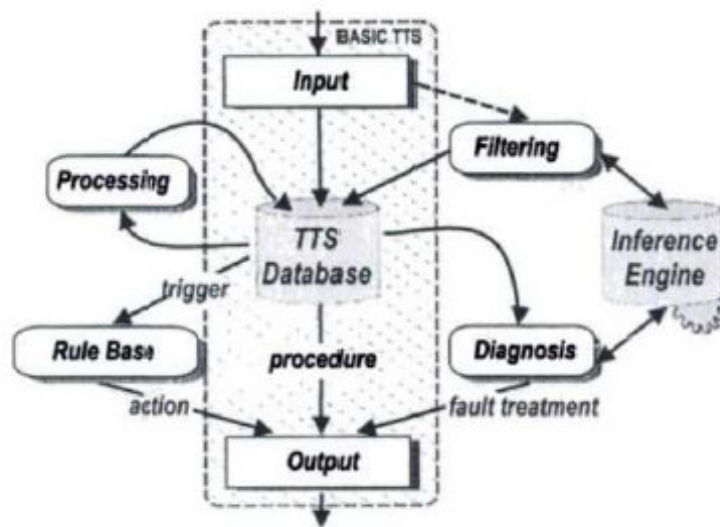 BASIC TTS
Input
Filtering
Processing
TTS
Database
Inference
Engine
trigger
Rule Base
procedure
Diagnosis
action
fault treatment
Output